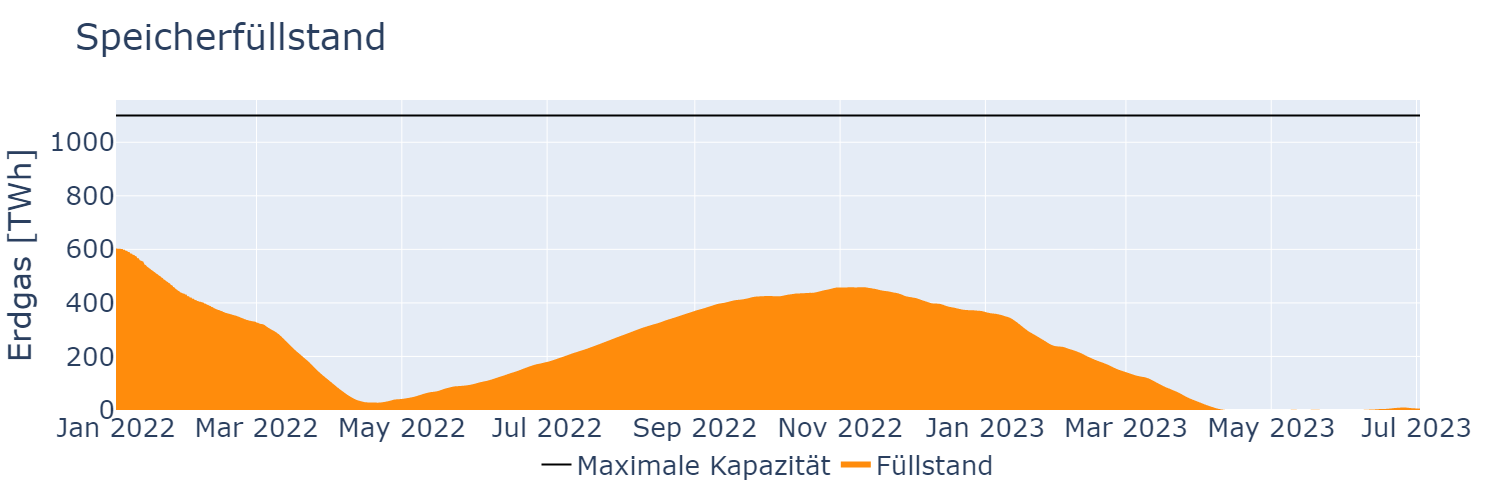 Speicherfüllstand
Erdgas [TWh]
1000
800
600
400
200
0
Jan 2022 Mar 2022 May 2022 Jul 2022 Sep 2022 Nov 2022 Jan 2023 Mar 2023 May 2023 Jul 2023
Maximale Kapazität Füllstand